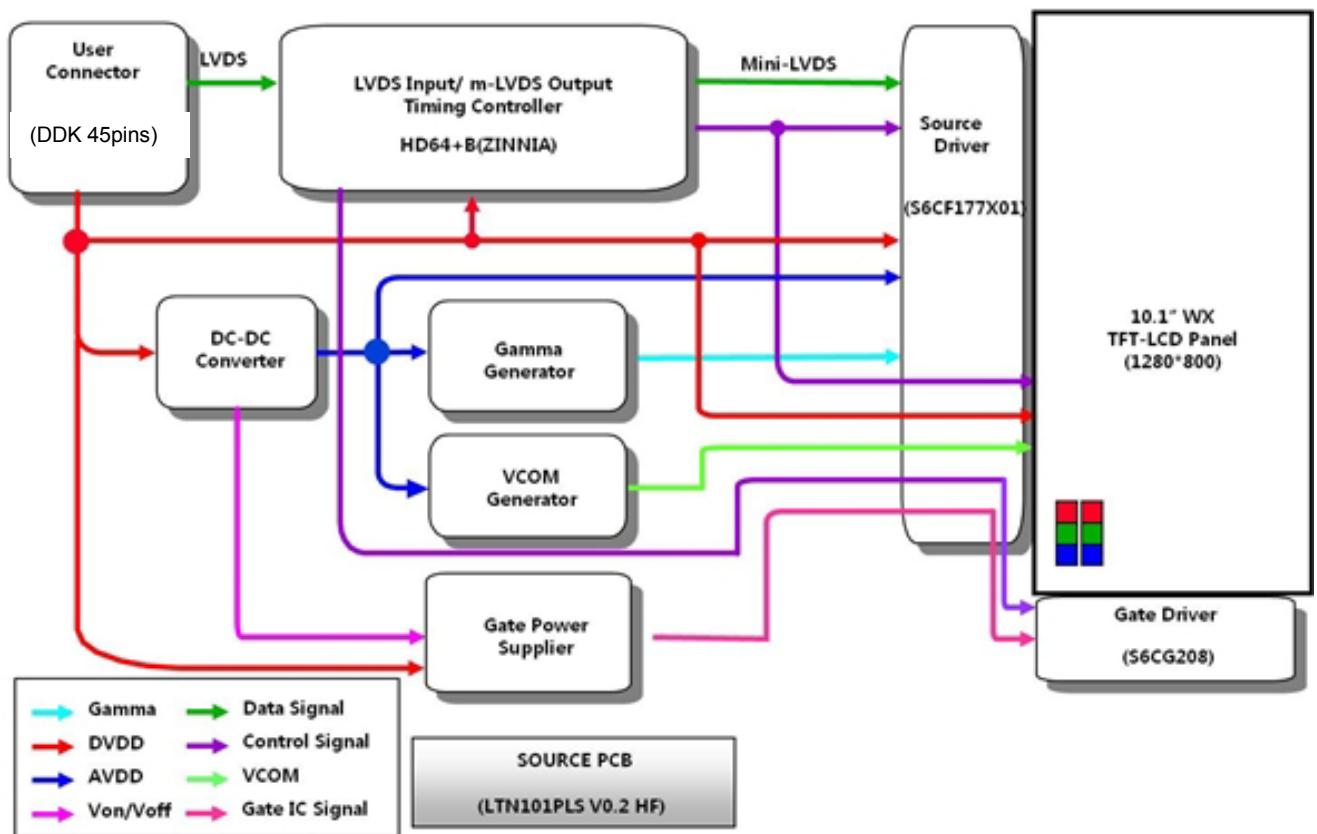 User
Connector
(DDK 45pins)
LVDS
LVDS Input/ m-LVDS Output
Timing Controller
HD64+B(ZINNIA)
Mini-LVDS
Source
Driver
(S6CF177X01)
10.1" WX
TFT-LCD Panel
(1280*800)
DC-DC
Converter
Gamma
Generator
VCOM
Generator
Gate Power
Supplier
Gate Driver
(S6CG208)
Gamma
Data Signal
DVDD
Control Signal
AVDD
VCOM
Von/Voff
Gate IC Signal
SOURCE PCB
(LTN101PLS V0.2 HF)